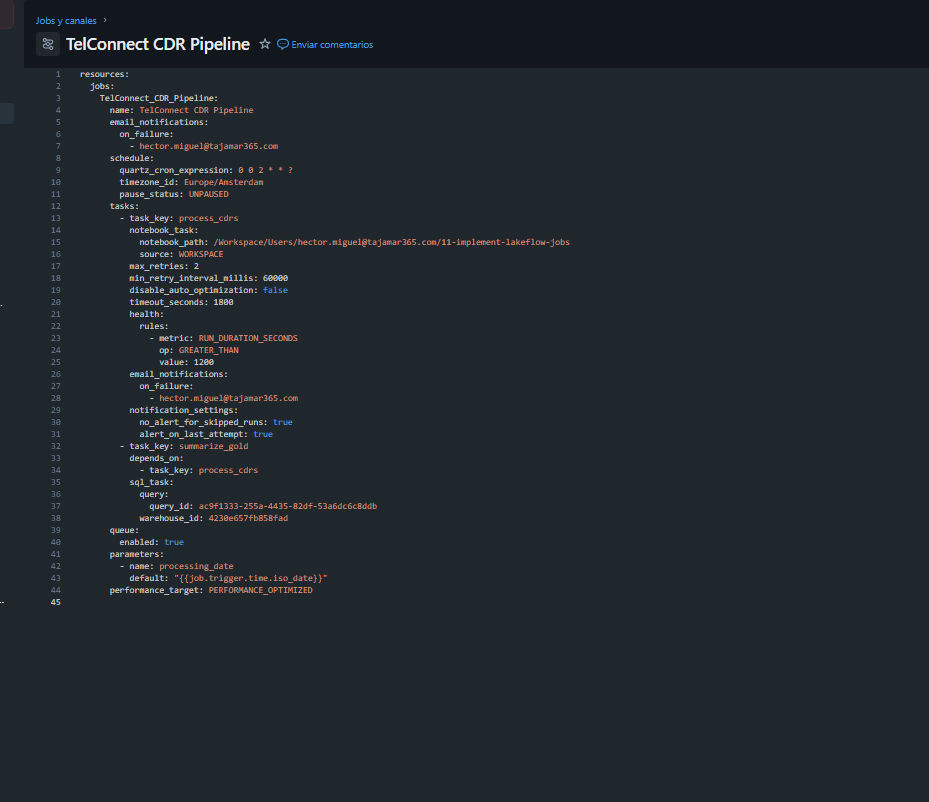 Jobs y canales ›
TelConnect CDR Pipeline ☆ Enviar comentarios
1 resources:
2   jobs:
3     TelConnect_CDR_Pipeline:
4       name: TelConnect CDR Pipeline
5       email_notifications:
6         on_failure:
7           - hector.miguel@tajamar365.com
8       schedule:
9         quartz_cron_expression: 0 0 2 * * ?
10         timezone_id: Europe/Amsterdam
11         pause_status: UNPAUSED
12       tasks:
13         - task_key: process_cdrs
14           notebook_task:
15             notebook_path: /Workspace/Users/hector.miguel@tajamar365.com/11-implement-lakeflow-jobs
16             source: WORKSPACE
17           max_retries: 2
18           min_retry_interval_millis: 60000
19           disable_auto_optimization: false
20           timeout_seconds: 1800
21           health:
22             rules:
23               - metric: RUN_DURATION_SECONDS
24                 op: GREATER_THAN
25                 value: 1200
26           email_notifications:
27             on_failure:
28               - hector.miguel@tajamar365.com
29           notification_settings:
30             no_alert_for_skipped_runs: true
31             alert_on_last_attempt: true
32         - task_key: summarize_gold
33           depends_on:
34             - task_key: process_cdrs
35           sql_task:
36             query:
37               query_id: ac9f1333-255a-4435-82df-53a6dc6c8ddb
38             warehouse_id: 4230e657fb858fad
39       queue:
40         enabled: true
41       parameters:
42         - name: processing_date
43           default: "{{job.trigger.time.iso_date}}"
44       performance_target: PERFORMANCE_OPTIMIZED
45